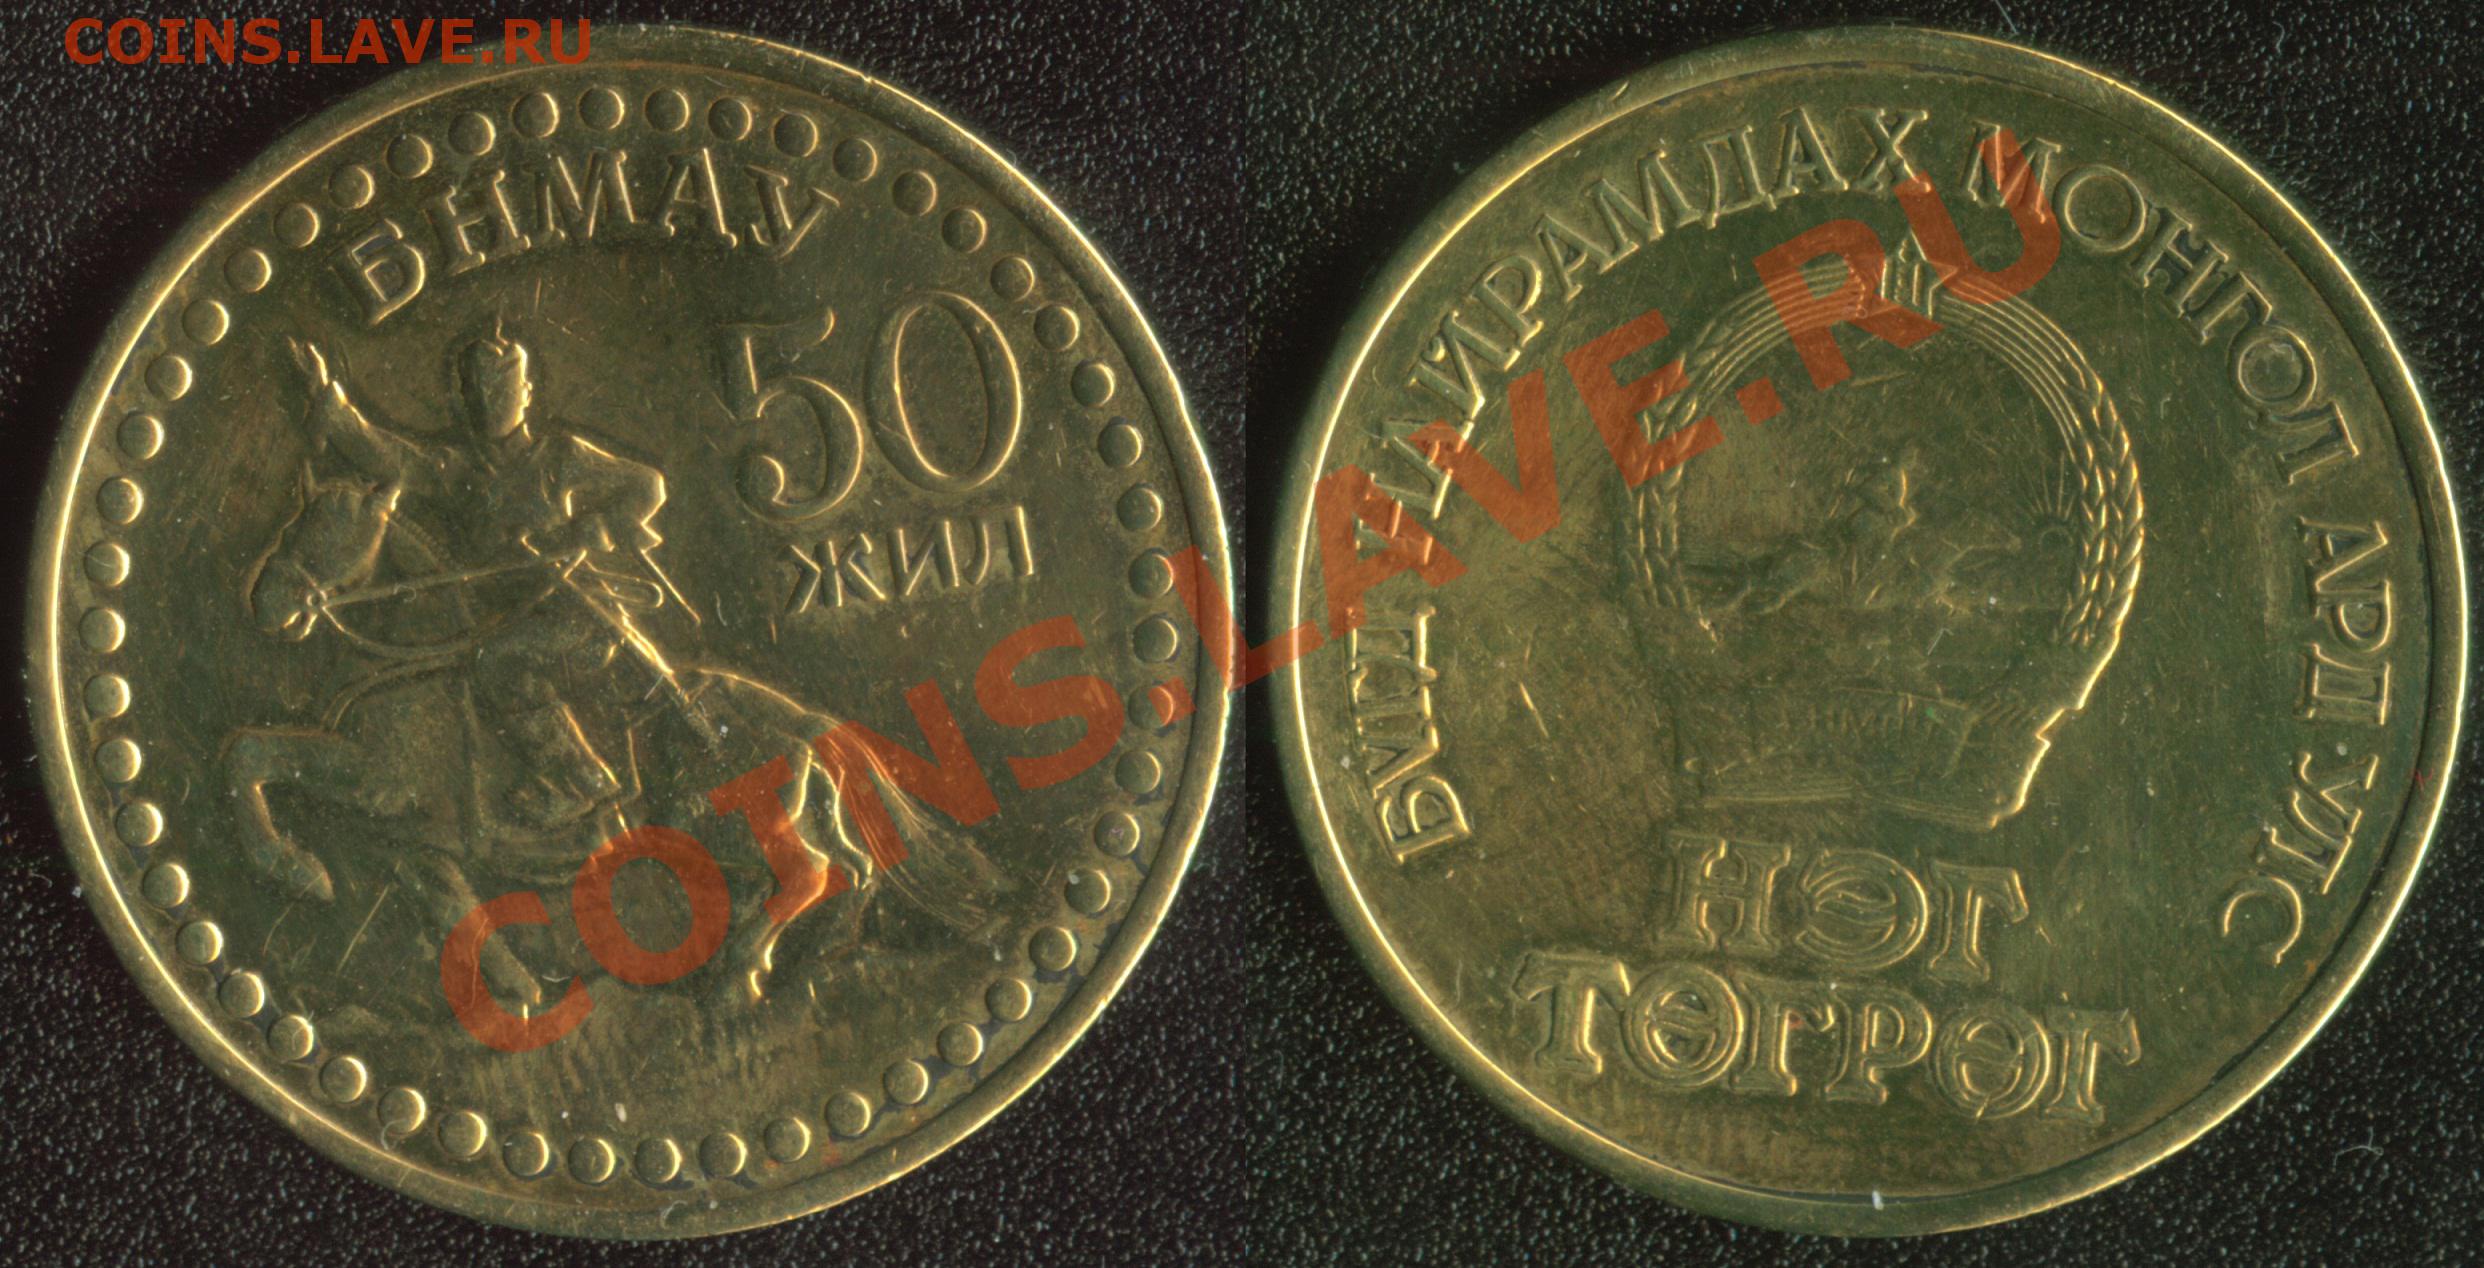 COINS.LAVE.RU
БНМАУ
50
ЖИЛ
БҮГД НАЙРАМДАХ МОНГОЛ АРД УЛС
НЭГ
ТӨГРӨГ
COINS.LAVE.RU